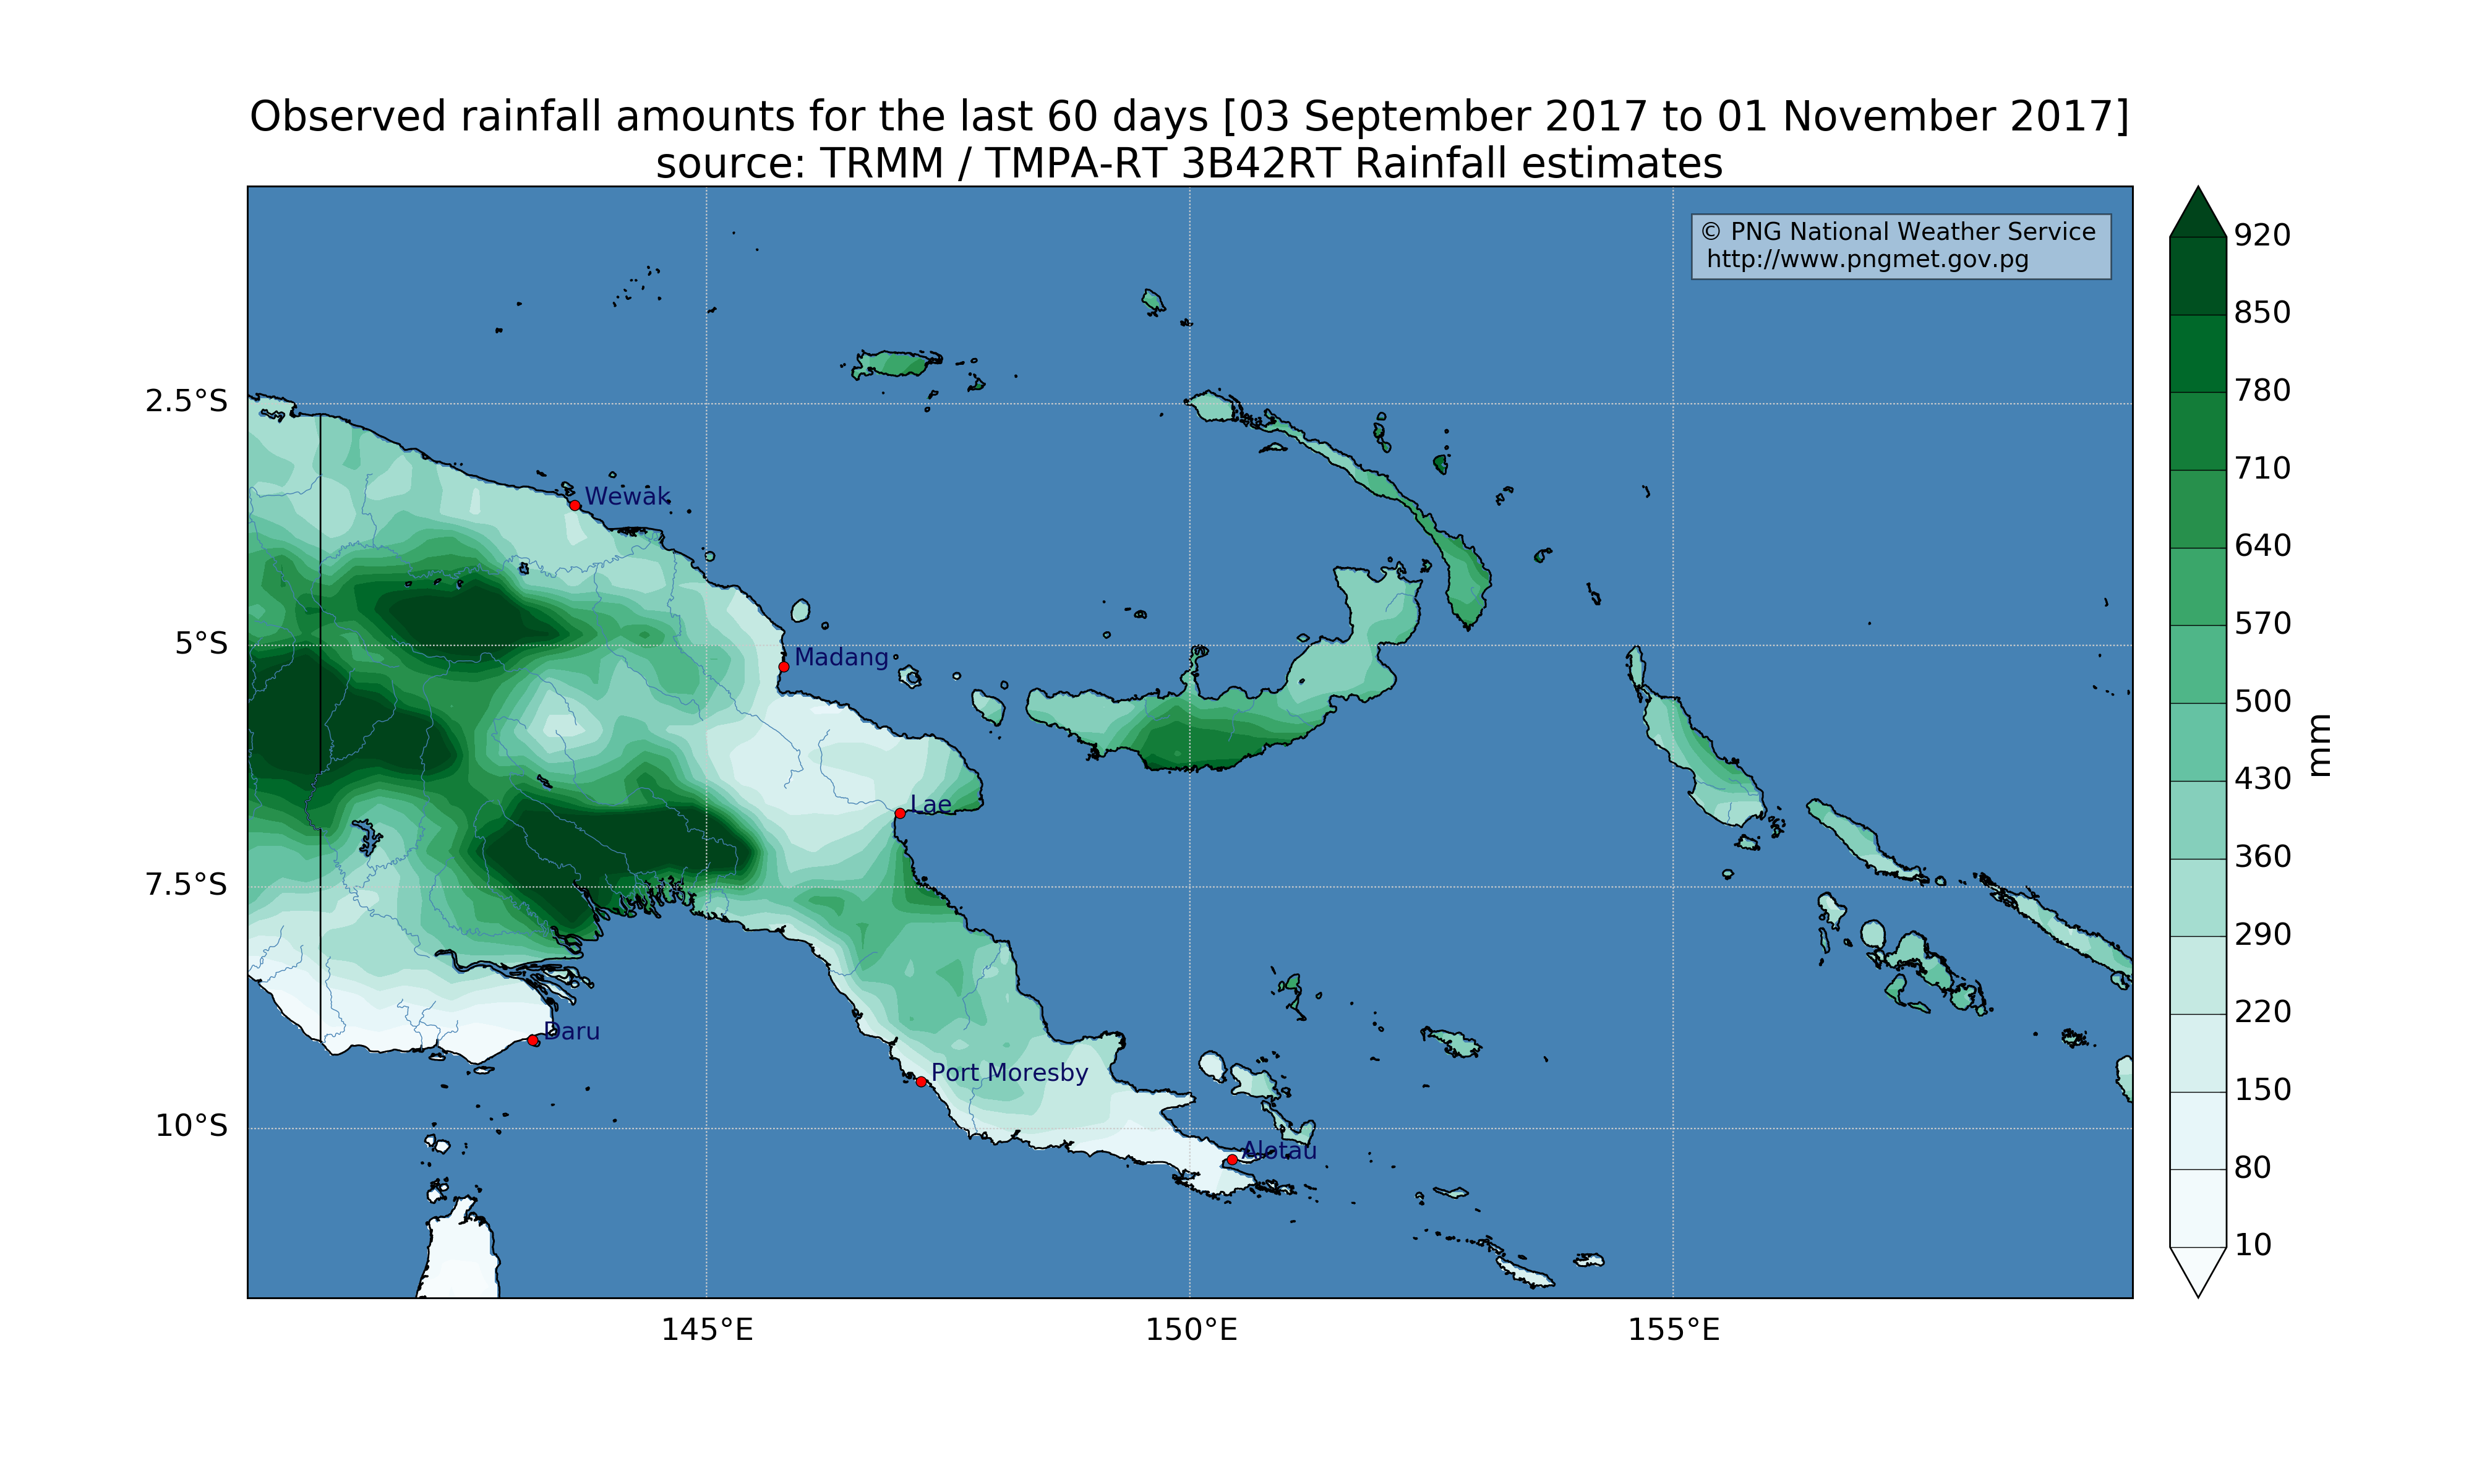 Observed rainfall amounts for the last 60 days [03 September 2017 to 01 November 2017]
source: TRMM / TMPA-RT 3B42RT Rainfall estimates
© PNG National Weather Service
http://www.pngmet.gov.pg
2.5°S
5°S
7.5°S
10°S
Wewak
Madang
Lae
Daru
Port Moresby
Alotau
145°E
150°E
155°E
920
850
780
710
640
570
500
430
360
290
220
150
80
10
mm